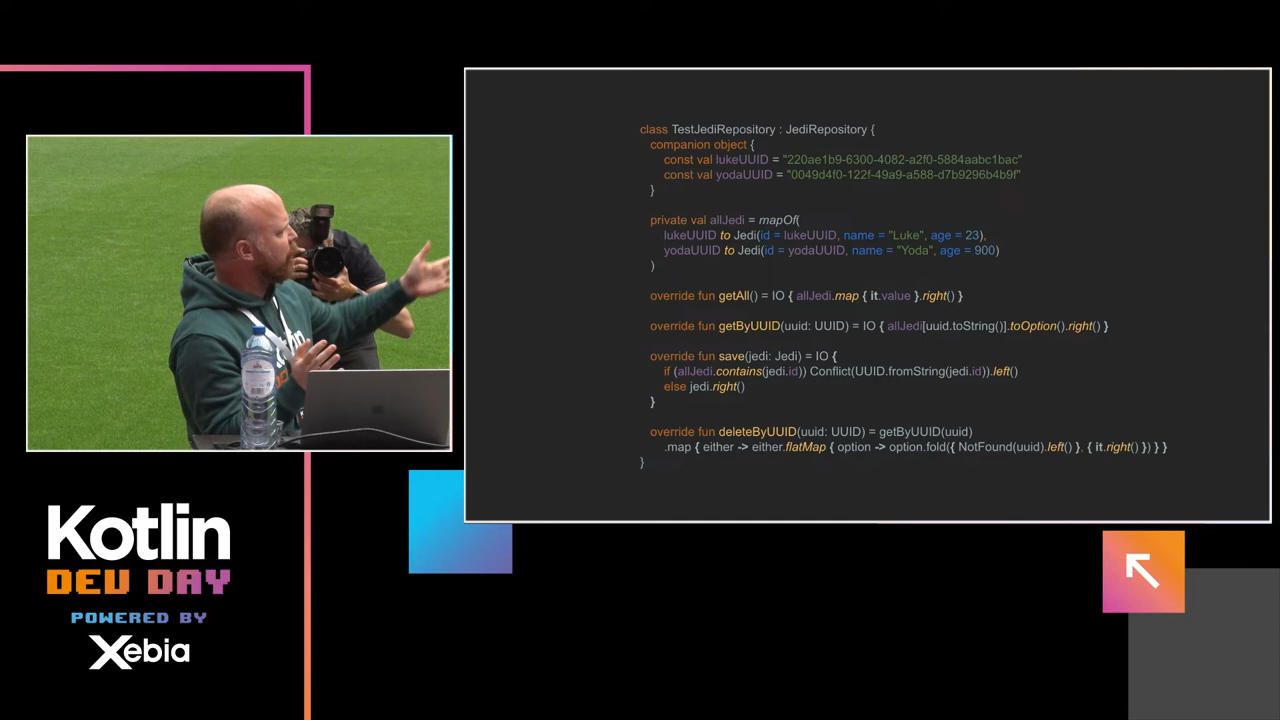 class TestJediRepository : JediRepository {
companion object {
const val lukeUUID = "220ae1b9-6300-4082-a2f0-5884aabc1bac"
const val yodaUUID = "0049d4f0-122f-49a9-a588-d7b9296b4b9f"
}
private val allJedi = mapOf(
lukeUUID to Jedi(id = lukeUUID, name = "Luke", age = 23),
yodaUUID to Jedi(id = yodaUUID, name = "Yoda", age = 900)
)
override fun getAll() = IO { allJedi.map { it.value }.right() }
override fun getByUUID(uuid: UUID) = IO { allJedi[uuid.toString()].toOption().right() }
override fun save(jedi: Jedi) = IO {
if (allJedi.contains(jedi.id)) Conflict(UUID.fromString(jedi.id)).left()
else jedi.right()
}
override fun deleteByUUID(uuid: UUID) = getByUUID(uuid)
.map { either -> either.flatMap { option -> option.fold({ NotFound(uuid).left() }, { it.right() }) } }
}
Kotlin
DEV DAY
POWERED BY
Xebia